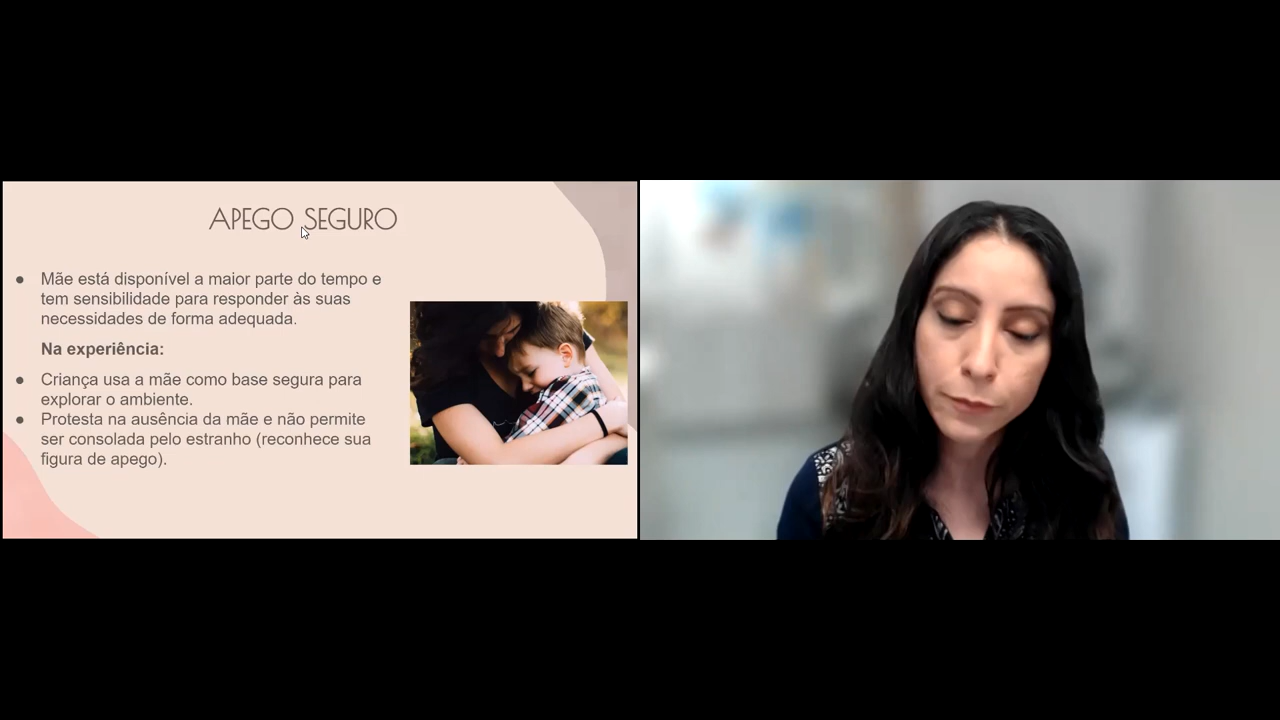 APEGO SEGURO
● Mãe está disponível a maior parte do tempo e
tem sensibilidade para responder às suas
necessidades de forma adequada.
Na experiência:
● Criança usa a mãe como base segura para
explorar o ambiente.
● Protesta na ausência da mãe e não permite
ser consolada pelo estranho (reconhece sua
figura de apego).